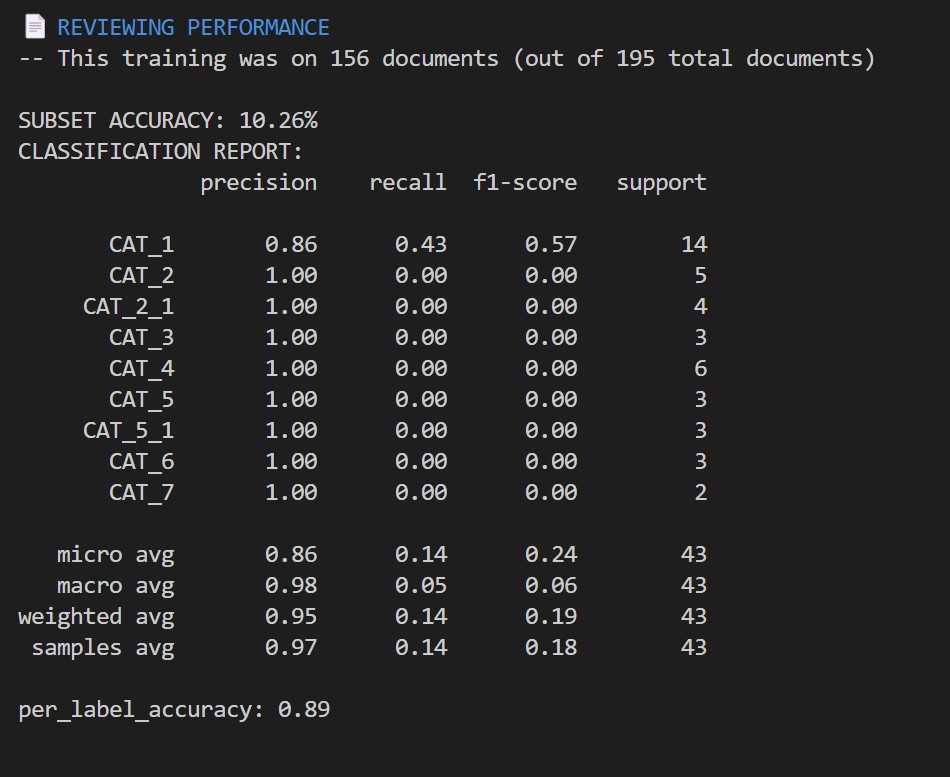 REVIEWING PERFORMANCE
-- This training was on 156 documents (out of 195 total documents)
SUBSET ACCURACY: 10.26%
CLASSIFICATION REPORT:
precision recall f1-score support
CAT_1 0.86 0.43 0.57 14
CAT_2 1.00 0.00 0.00 5
CAT_2_1 1.00 0.00 0.00 4
CAT_3 1.00 0.00 0.00 3
CAT_4 1.00 0.00 0.00 6
CAT_5 1.00 0.00 0.00 3
CAT_5_1 1.00 0.00 0.00 3
CAT_6 1.00 0.00 0.00 3
CAT_7 1.00 0.00 0.00 2
micro avg 0.86 0.14 0.24 43
macro avg 0.98 0.05 0.06 43
weighted avg 0.95 0.14 0.19 43
samples avg 0.97 0.14 0.18 43
per_label_accuracy: 0.89